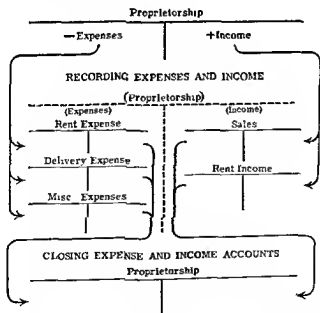 Proprietorship
— Expenses + Income
RECORDING EXPENSES AND INCOME
(Proprietorship)
(Expenses) (Income)
Rent Expense Sales
Delivery Expense Rent Income
Misc Expenses
CLOSING EXPENSE AND INCOME ACCOUNTS
Proprietorship